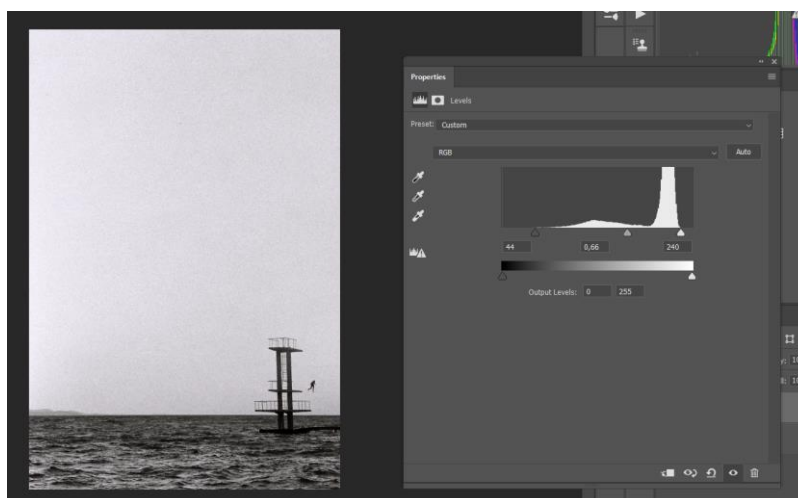 Properties
Levels
Preset: Custom
RGB
Auto
44 0,66 240
Output Levels: 0 255